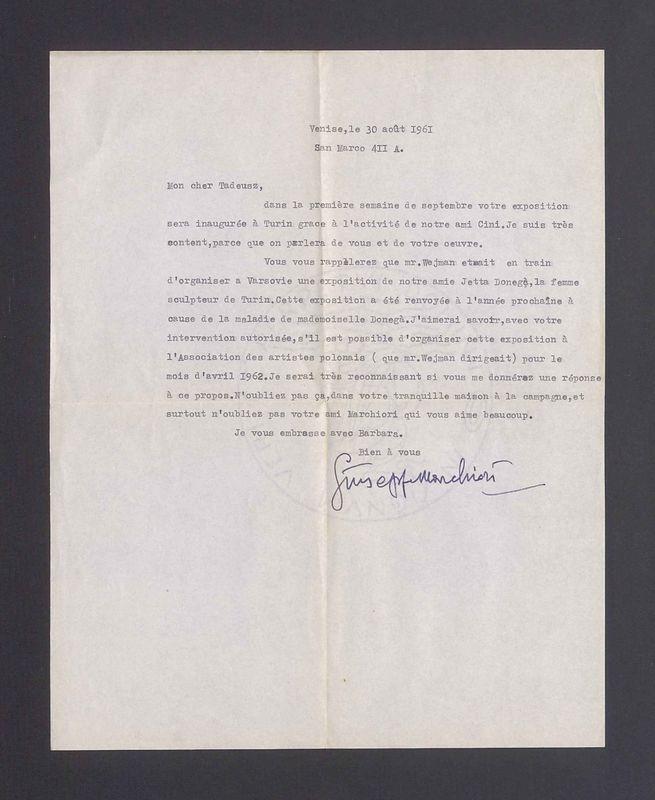 Venise,le 30 août 1961
San Marco 4II A.
Mon cher Tadeusz,
dans la première semaine de septembre votre exposition
sera inaugurée à Turin grace à l'activité de notre ami Cini.Je suis très
content,parce que on parlera de vous et de votre oeuvre.
Vous vous rappèlerez que mr.Wejman etait en train
d'organiser a Varsovie une exposition de notre amie Jetta Donegà,la femme
sculpteur de Turin.Cette exposition a été renvoyée à l'année prochaîne à
cause de la maladie de mademoiselle Donegà.J'aimerai savoir,avec votre
intervention autorisée,s'il est possible d'organiser cette exposition à
l'Association des artistes polonais ( que mr.Wejman dirigeait) pour le
mois d'avril 1962.Je serai très reconnaissant si vous me donnérez une réponse
à ce propos.N'oubliez pas ça,dans votre tranquille maison à la campagne,et
surtout n'oubliez pas votre ami Marchiori qui vous aime beaucoup.
Je vous embrasse avec Barbara.
Bien à vous
Giuseppe Marchiori